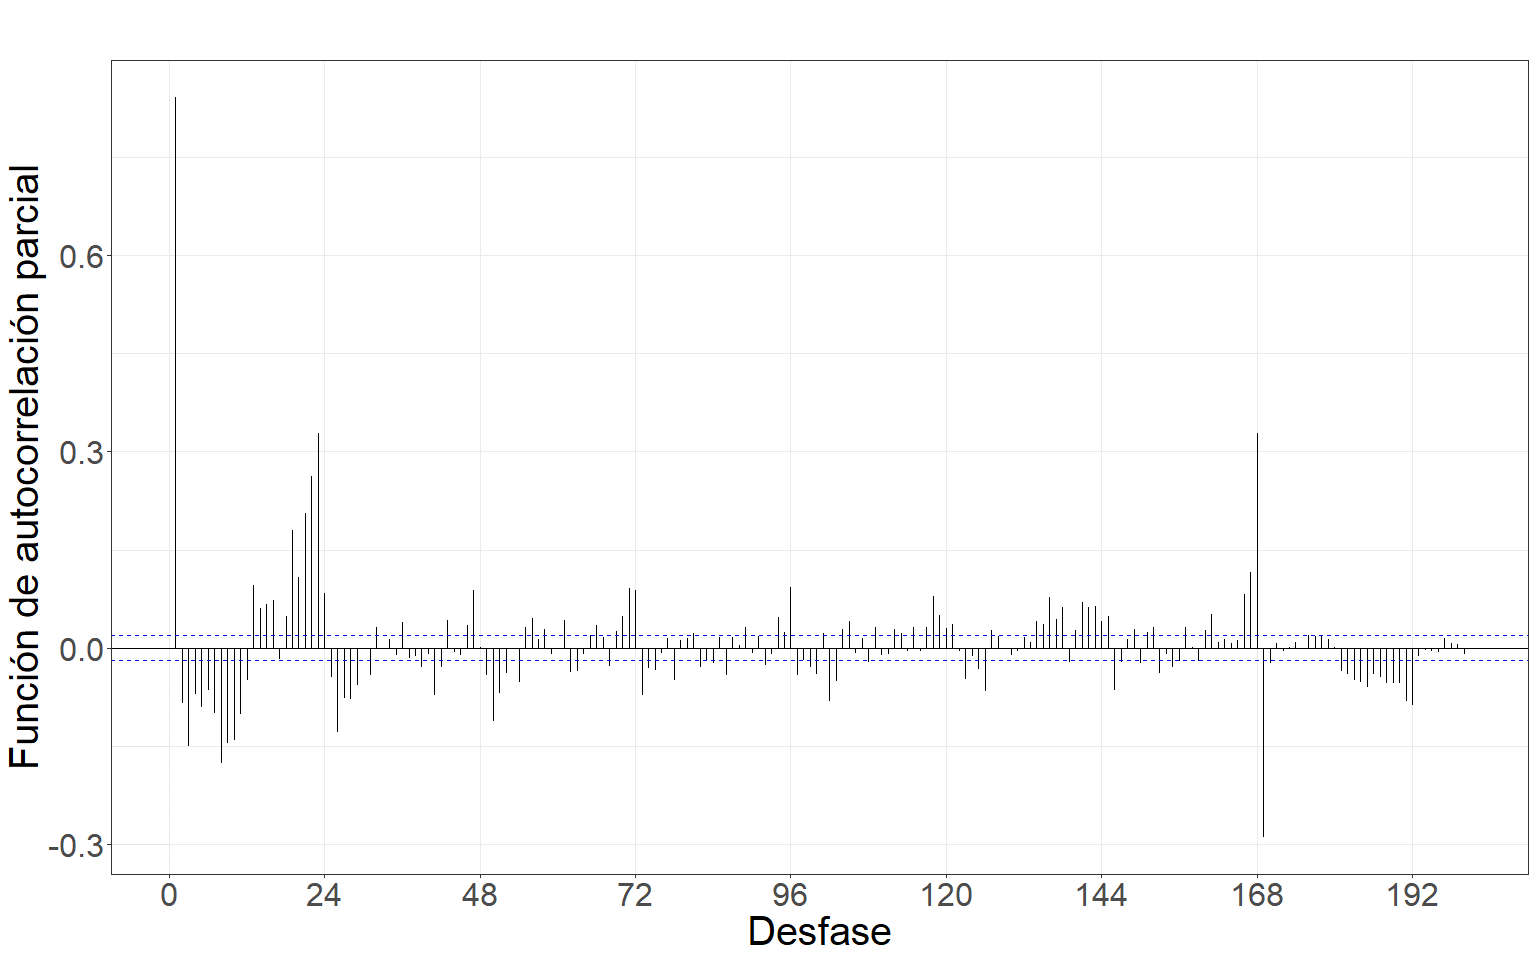 Función de autocorrelación parcial
0.6
0.3
0.0
-0.3
0 24 48 72 96 120 144 168 192
Desfase